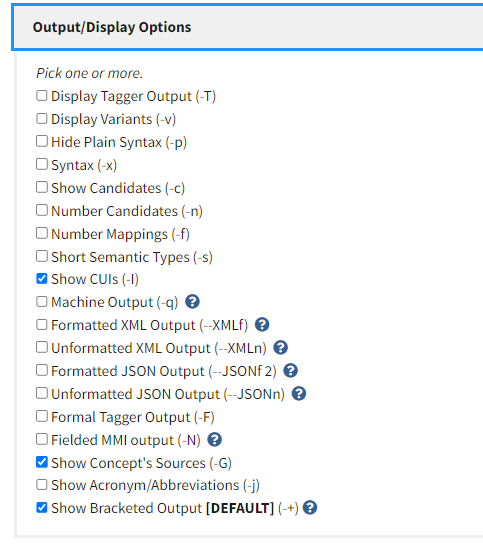 Output/Display Options
Pick one or more.
Display Tagger Output (-T)
Display Variants (-v)
Hide Plain Syntax (-p)
Syntax (-x)
Show Candidates (-c)
Number Candidates (-n)
Number Mappings (-f)
Short Semantic Types (-s)
Show CUIs (-I)
Machine Output (-q) ?
Formatted XML Output (--XMLf) ?
Unformatted XML Output (--XMLn) ?
Formatted JSON Output (--JSONf 2) ?
Unformatted JSON Output (--JSONn) ?
Formal Tagger Output (-F)
Fielded MMI output (-N) ?
Show Concept's Sources (-G)
Show Acronym/Abbreviations (-j)
Show Bracketed Output [DEFAULT] (-+) ?